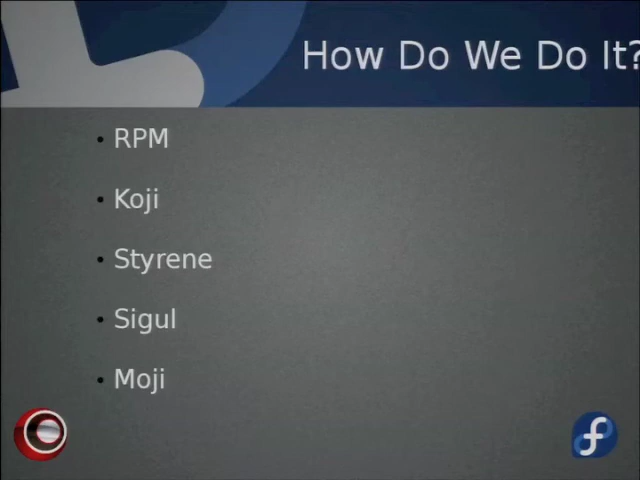 How Do We Do It?
• RPM
• Koji
• Styrene
• Sigul
• Moji